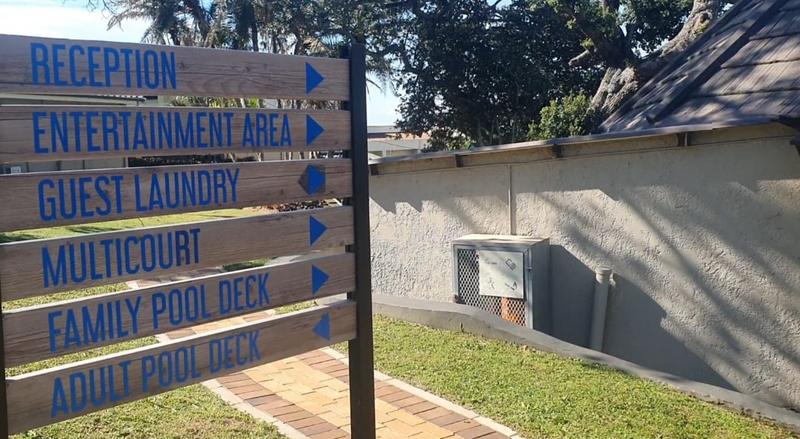 RECEPTION
ENTERTAINMENT AREA
GUEST LAUNDRY
MULTICOURT
FAMILY POOL DECK
ADULT POOL DECK